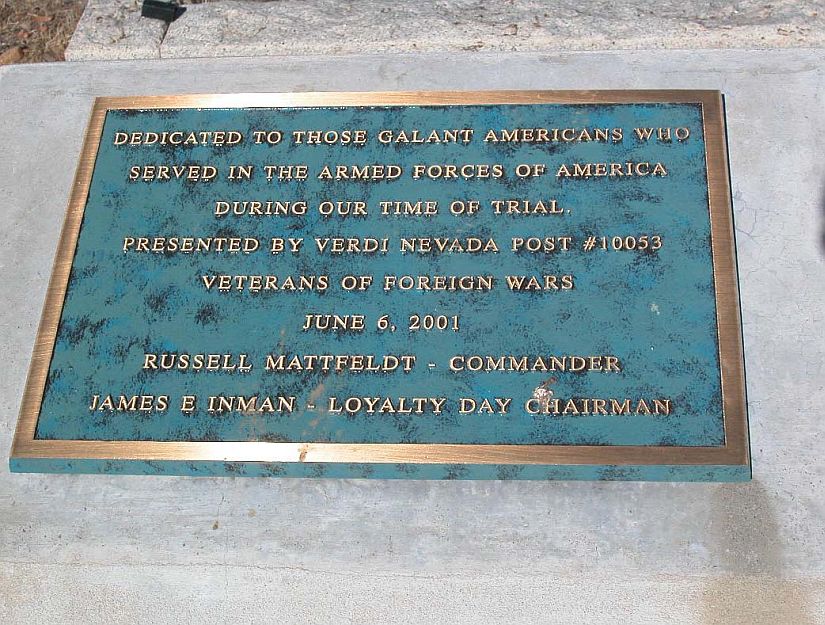 DEDICATED TO THOSE GALANT AMERICANS WHO
SERVED IN THE ARMED FORCES OF AMERICA
DURING OUR TIME OF TRIAL.
PRESENTED BY VERDI NEVADA POST #10053
VETERANS OF FOREIGN WARS
JUNE 6, 2001
RUSSELL MATTFELDT - COMMANDER
JAMES E INMAN - LOYALTY DAY CHAIRMAN